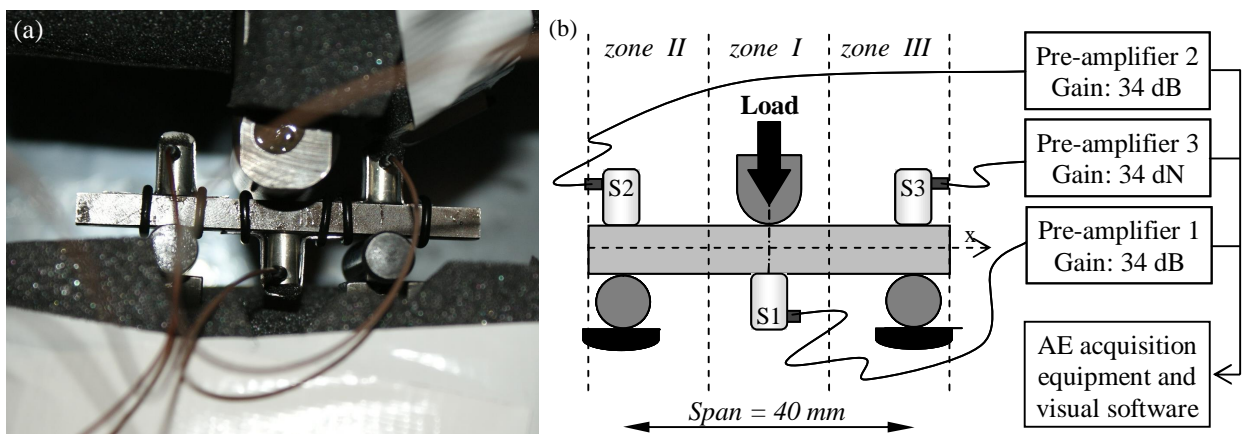 (a)
(b)
zone II
zone I
zone III
Load
S2
S3
S1
x
Span = 40 mm
Pre-amplifier 2
Gain: 34 dB
Pre-amplifier 3
Gain: 34 dN
Pre-amplifier 1
Gain: 34 dB
AE acquisition
equipment and
visual software